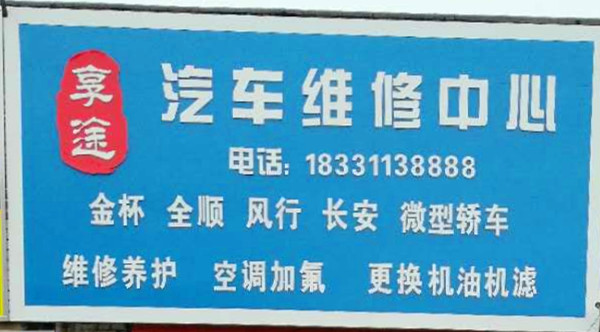 享途
汽车维修中心
电话: 18331138888
金杯 全顺 风行 长安 微型轿车
维修养护 空调加氟 更换机油机滤